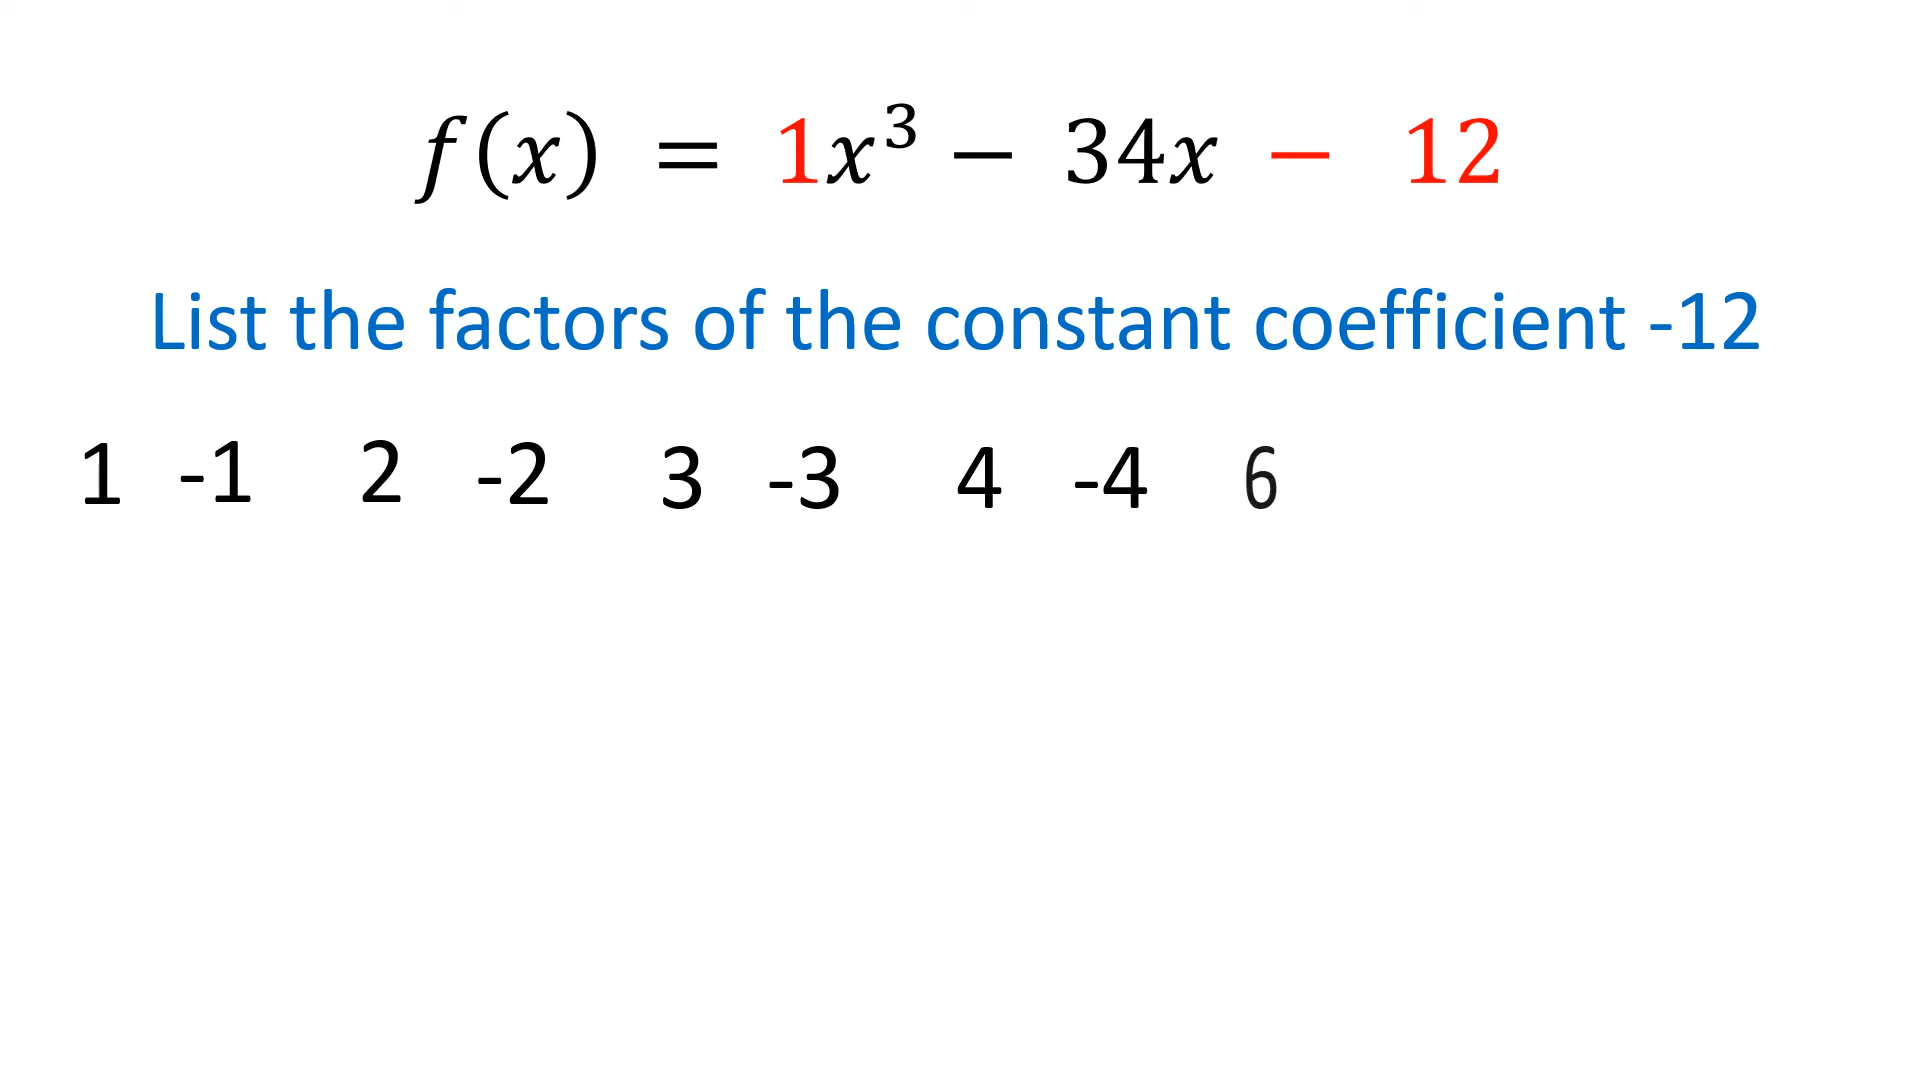 f(x) = 1x³ − 34x − 12
List the factors of the constant coefficient -12
1 -1 2 -2 3 -3 4 -4 6